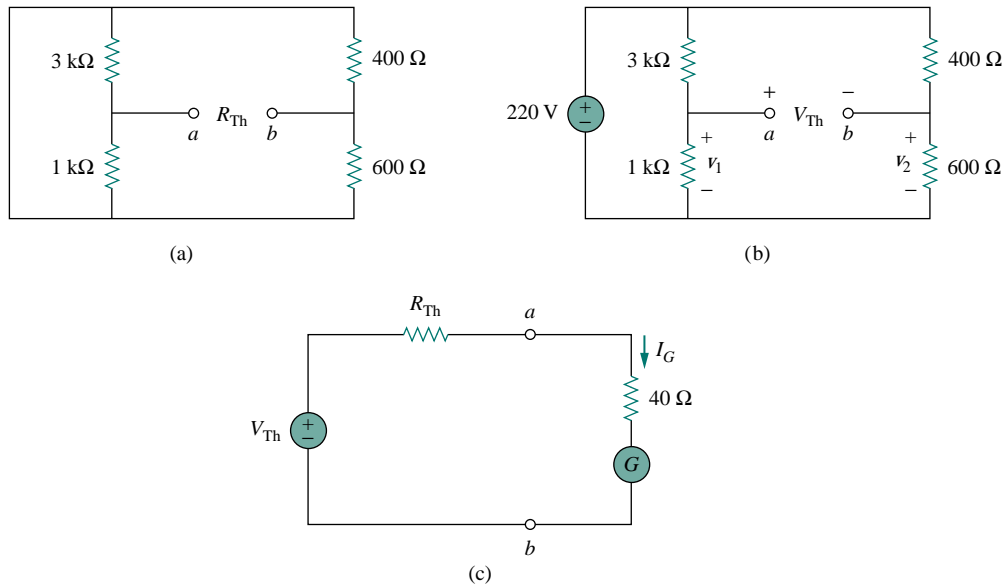 3 kΩ
400 Ω
R_Th
a
b
1 kΩ
600 Ω
(a)
220 V
+
−
3 kΩ
400 Ω
+
−
V_Th
a
b
1 kΩ
+
v_1
−
+
v_2
−
600 Ω
(b)
R_Th
a
I_G
40 Ω
V_Th
+
−
G
b
(c)